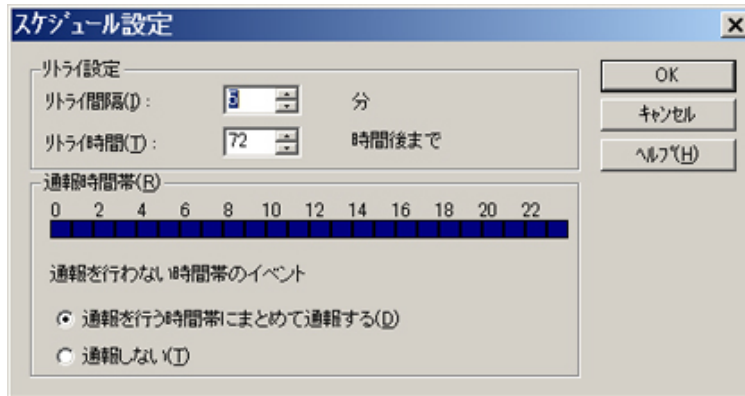 スケジュール設定
リトライ設定
リトライ間隔(I) : 5 分
リトライ時間(T) : 72 時間後まで
通報時間帯(R)
0 2 4 6 8 10 12 14 16 18 20 22
通報を行わない時間帯のイベント
通報を行う時間帯にまとめて通報する(D)
通報しない(T)
OK
キャンセル
ヘルプ(H)